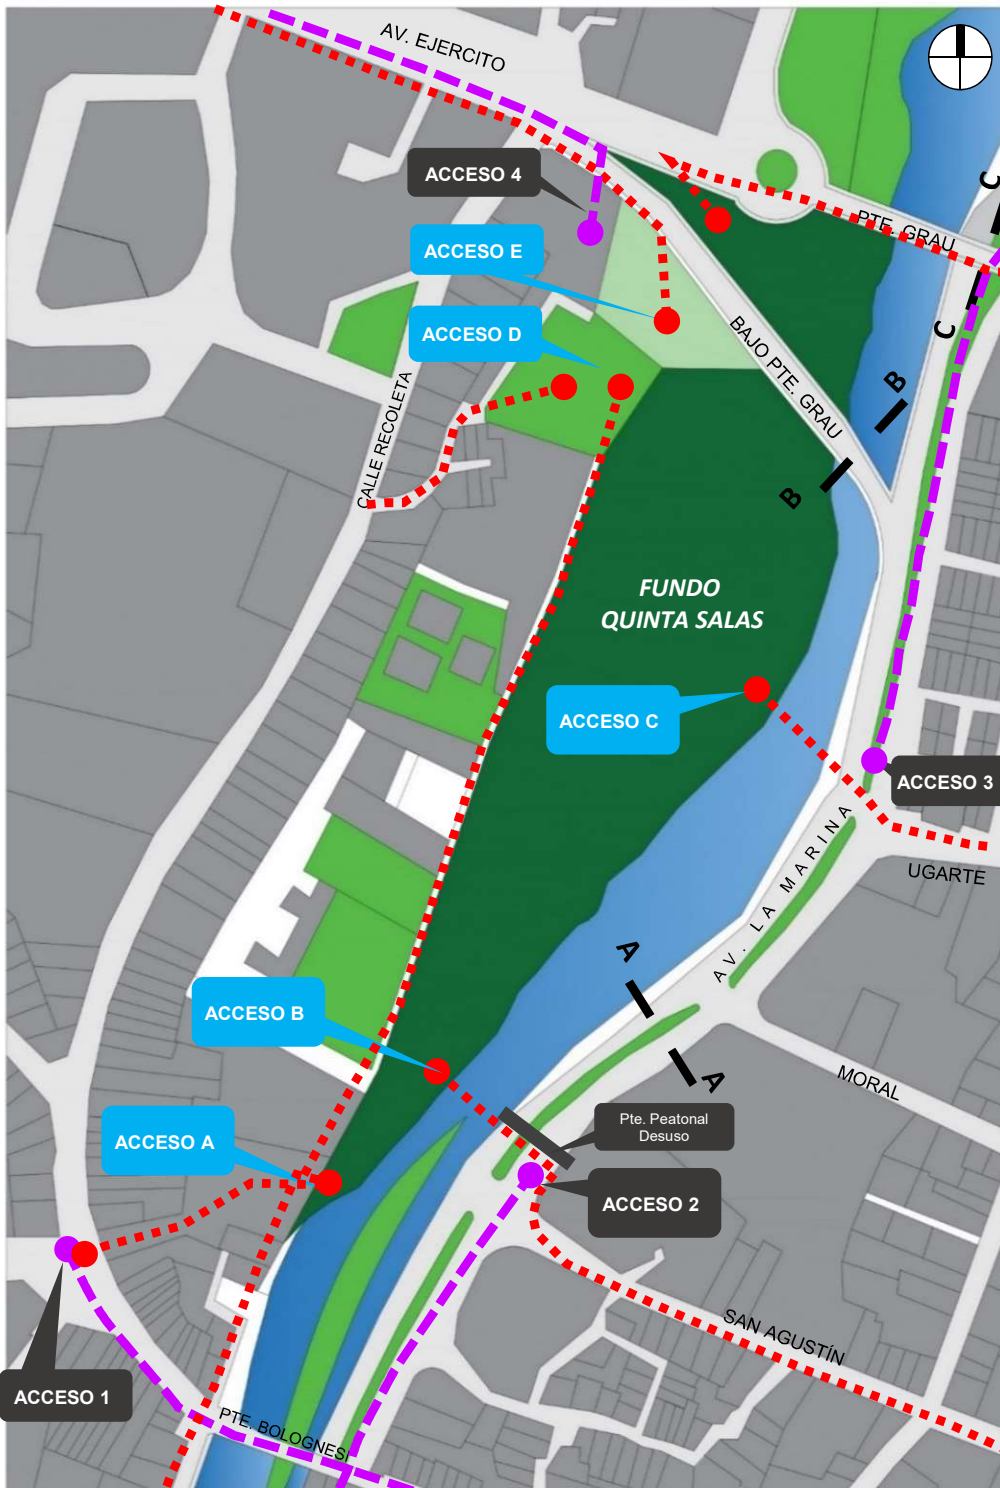 AV. EJERCITO
ACCESO 4
C
PTE. GRAU
ACCESO E
ACCESO D
BAJO PTE. GRAU
C
B
CALLE RECOLETA
B
FUNDO
QUINTA SALAS
ACCESO C
ACCESO 3
AV. LA MARINA
UGARTE
A
ACCESO B
A
MORAL
Pte. Peatonal
Desuso
ACCESO A
ACCESO 2
SAN AGUSTÍN
ACCESO 1
PTE. BOLOGNESI